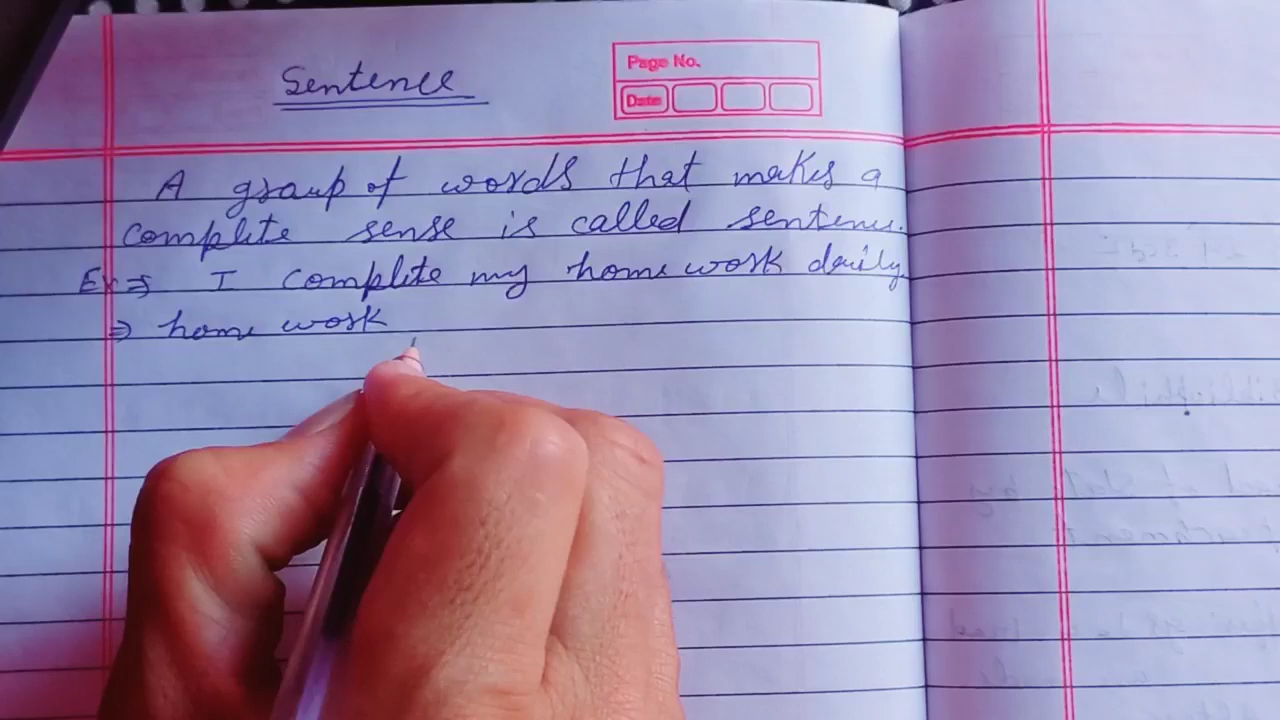 Sentence
Page No.
Date
A group of words that makes a
complete sense is called sentence.
Ex ⇒ I complete my home work daily.
⇒ home work